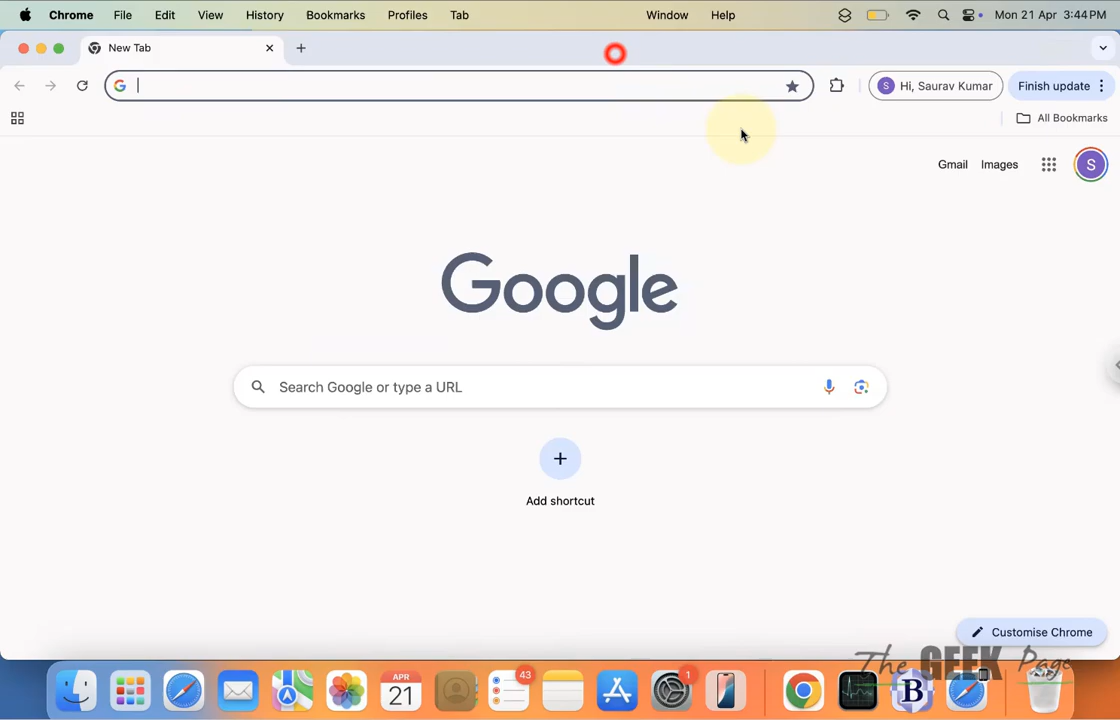 Chrome File Edit View History Bookmarks Profiles Tab Window Help Mon 21 Apr 3:44 PM
New Tab
Hi, Saurav Kumar Finish update
All Bookmarks
Gmail Images S
Google
Search Google or type a URL
Add shortcut
Customise Chrome
The GEEK Page
APR 43 1
21 B